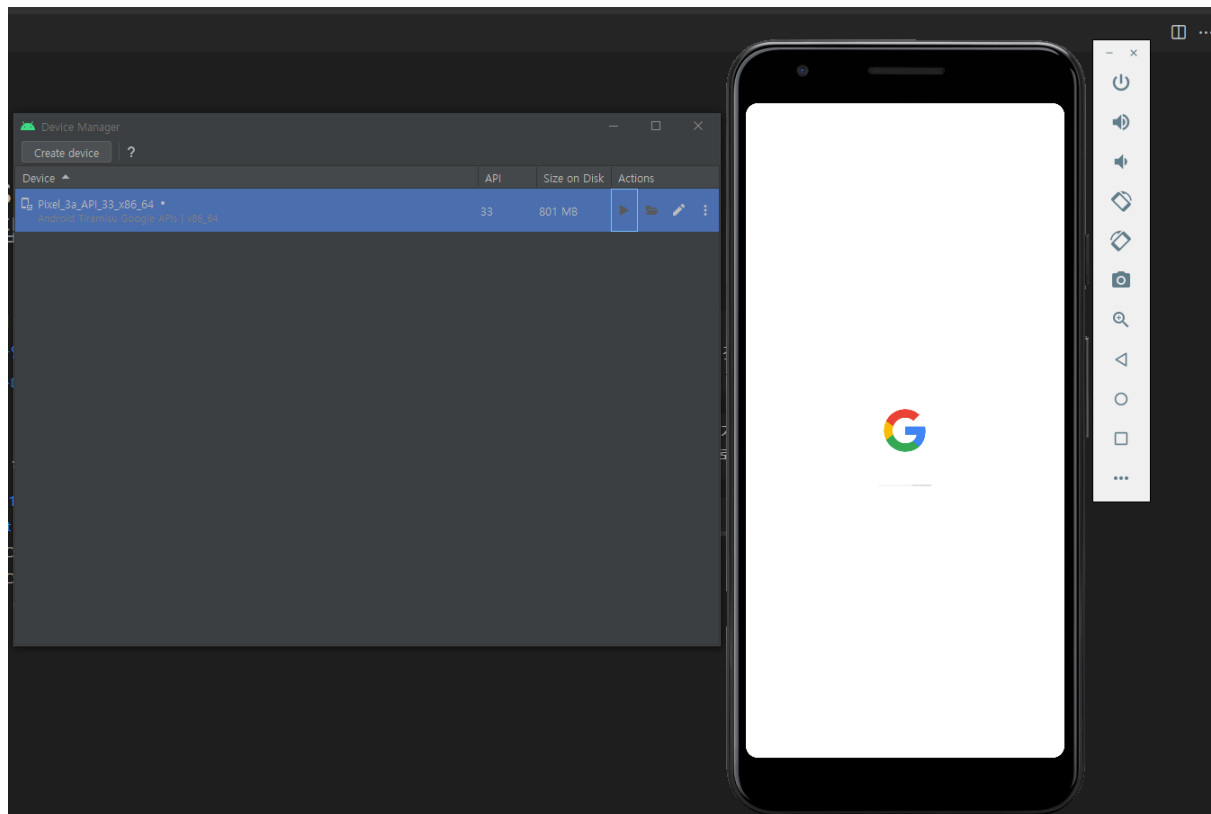 Device Manager
Create device ?
Device API Size on Disk Actions
Pixel_3a_API_33_x86_64 33 801 MB
Android Tiramisu Google APIs | x86_64
G